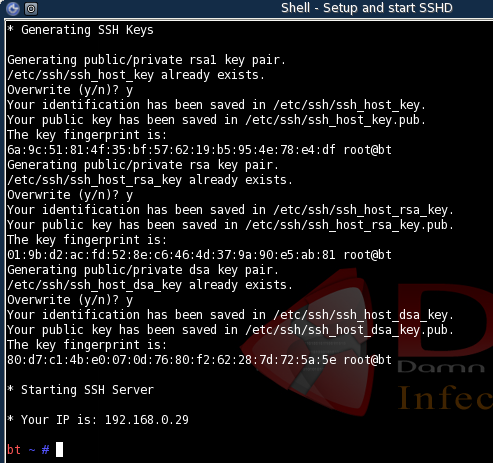 Shell - Setup and start SSHD
* Generating SSH Keys
Generating public/private rsa1 key pair.
/etc/ssh/ssh_host_key already exists.
Overwrite (y/n)? y
Your identification has been saved in /etc/ssh/ssh_host_key.
Your public key has been saved in /etc/ssh/ssh_host_key.pub.
The key fingerprint is:
6a:9c:51:81:4f:35:bf:57:62:19:b5:95:4e:78:e4:df root@bt
Generating public/private rsa key pair.
/etc/ssh/ssh_host_rsa_key already exists.
Overwrite (y/n)? y
Your identification has been saved in /etc/ssh/ssh_host_rsa_key.
Your public key has been saved in /etc/ssh/ssh_host_rsa_key.pub.
The key fingerprint is:
01:9b:d2:ac:fd:52:8e:c6:46:4d:37:9a:90:e5:ab:81 root@bt
Generating public/private dsa key pair.
/etc/ssh/ssh_host_dsa_key already exists.
Overwrite (y/n)? y
Your identification has been saved in /etc/ssh/ssh_host_dsa_key.
Your public key has been saved in /etc/ssh/ssh_host_dsa_key.pub.
The key fingerprint is:
80:d7:c1:4b:e0:07:0d:76:80:f2:62:28:7d:72:5a:5e root@bt
D
Damn
Infec
* Starting SSH Server
* Your IP is: 192.168.0.29
bt ~ #